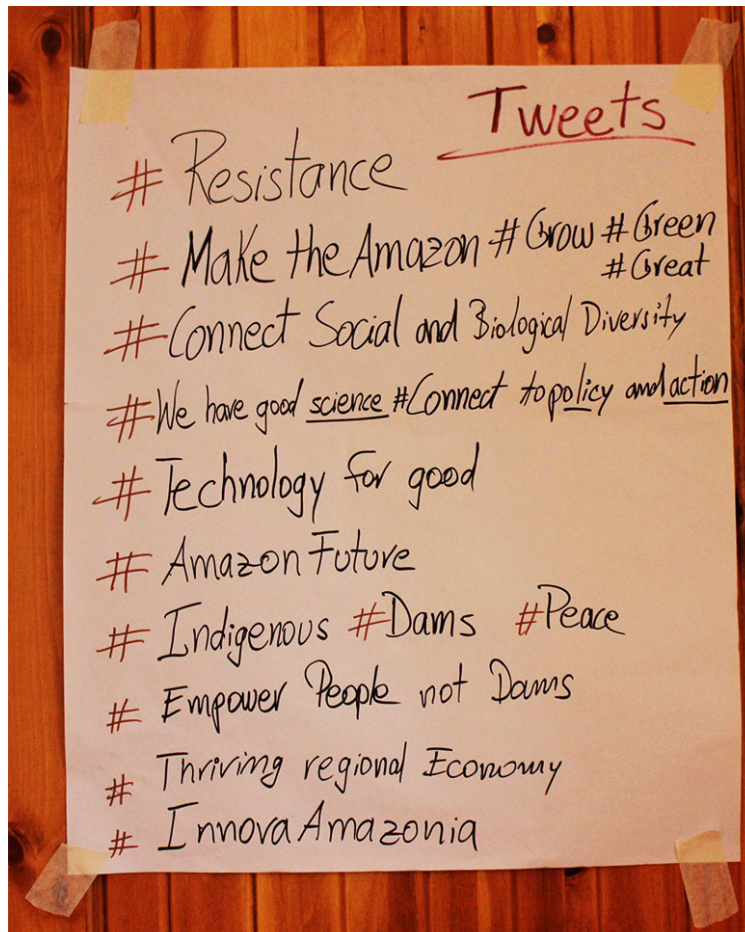 Tweets
# Resistance
# Make the Amazon # Grow # Green
# Great
# Connect Social and Biological Diversity
# We have good science # Connect to policy and action
# Technology for good
# Amazon Future
# Indigenous # Dams # Peace
# Empower People not Dams
# Thriving regional Economy
# InnovaAmazonia